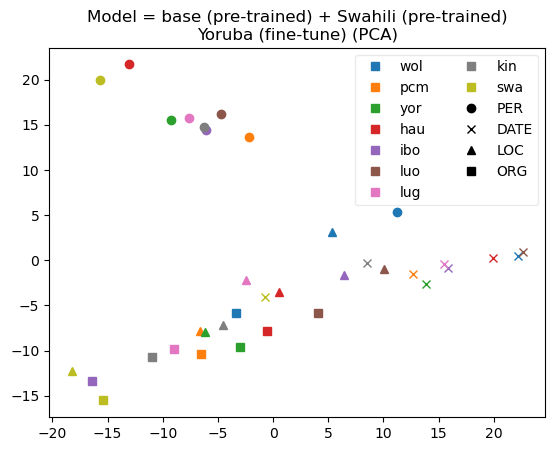 Model = base (pre-trained) + Swahili (pre-trained)
Yoruba (fine-tune) (PCA)
20
15
10
5
0
−5
−10
−15
−20
−15
−10
−5
0
5
10
15
20
wol
pcm
yor
hau
ibo
luo
lug
kin
swa
PER
DATE
LOC
ORG